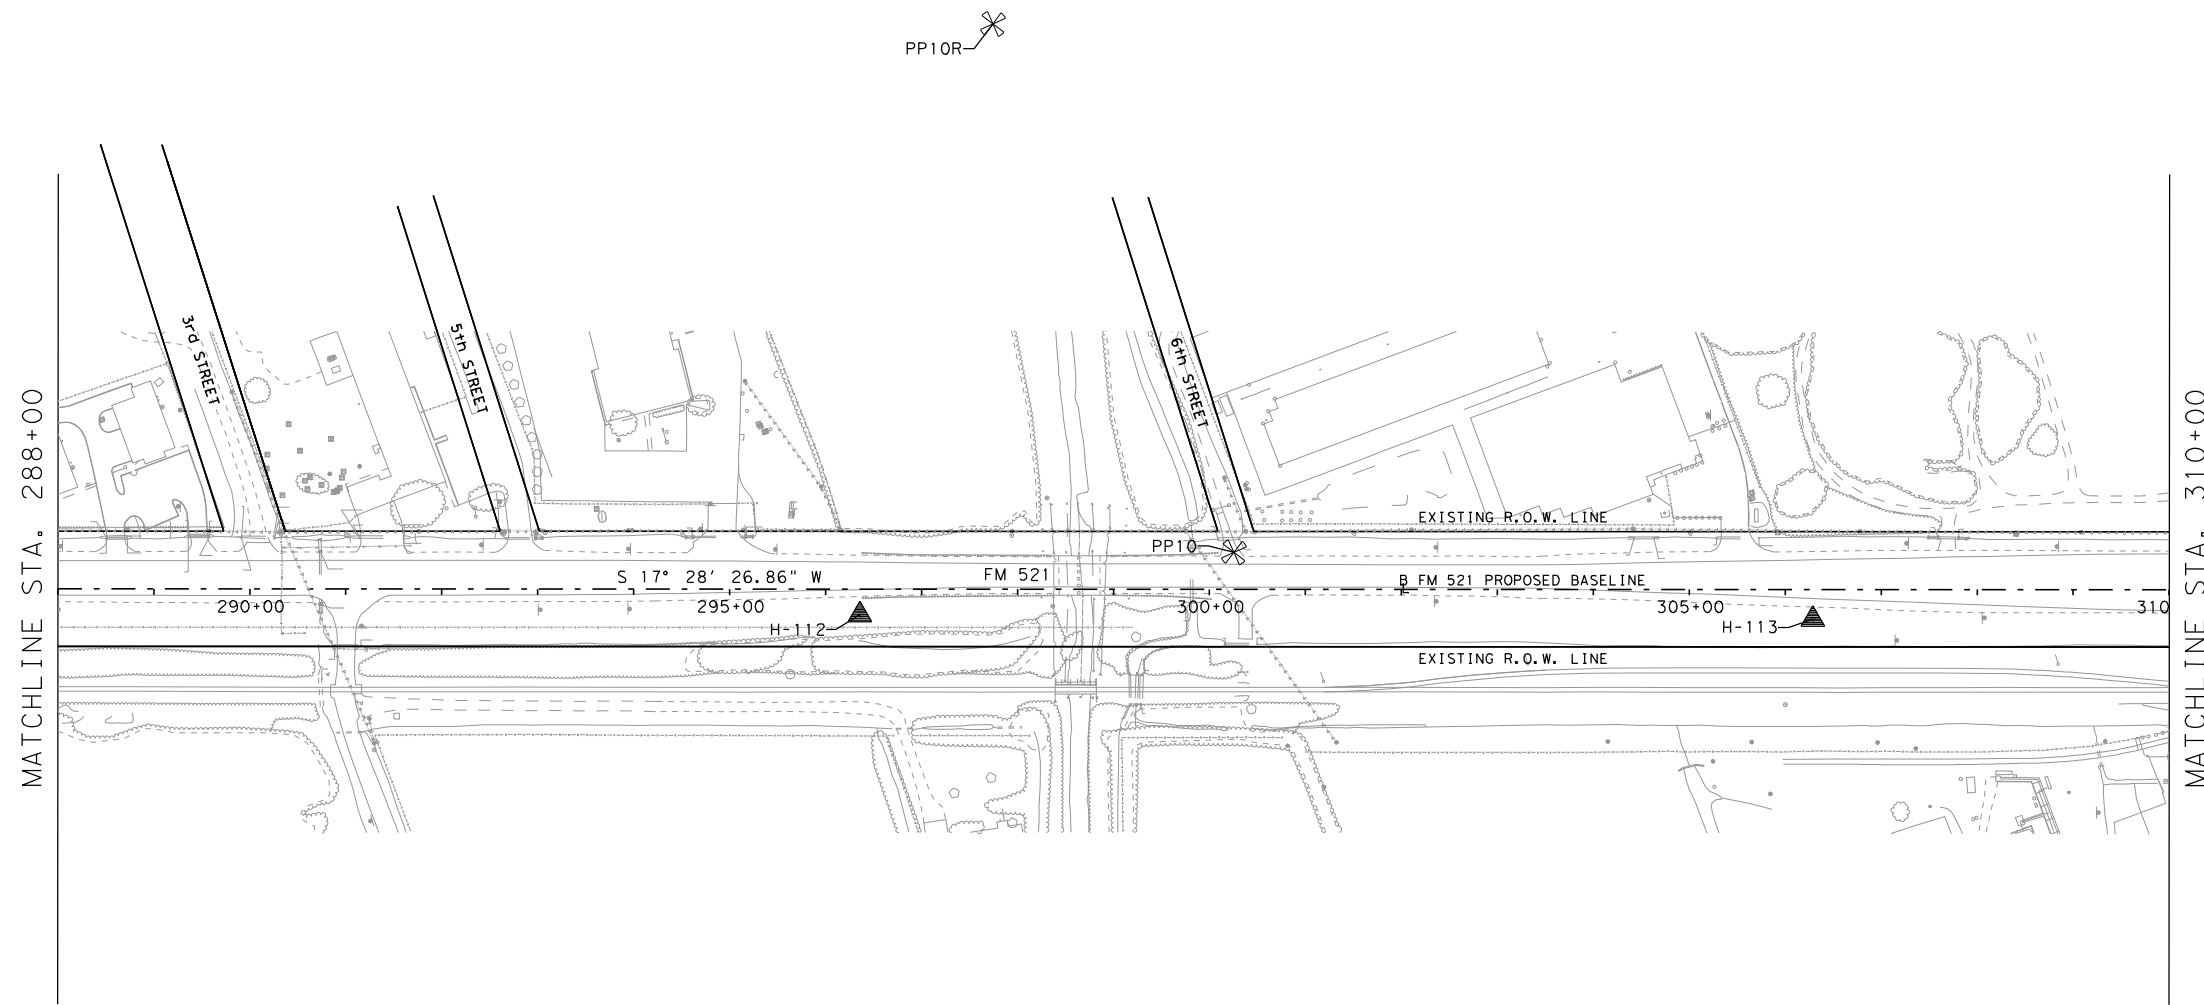 PP10R
3rd STREET
5th STREET
6th STREET
EXISTING R.O.W. LINE
PP10
S 17° 28' 26.86" W
FM 521
B FM 521 PROPOSED BASELINE
290+00
295+00
300+00
305+00
310
H-112
H-113
EXISTING R.O.W. LINE
MATCHLINE STA. 288+00
MATCHLINE STA. 310+00